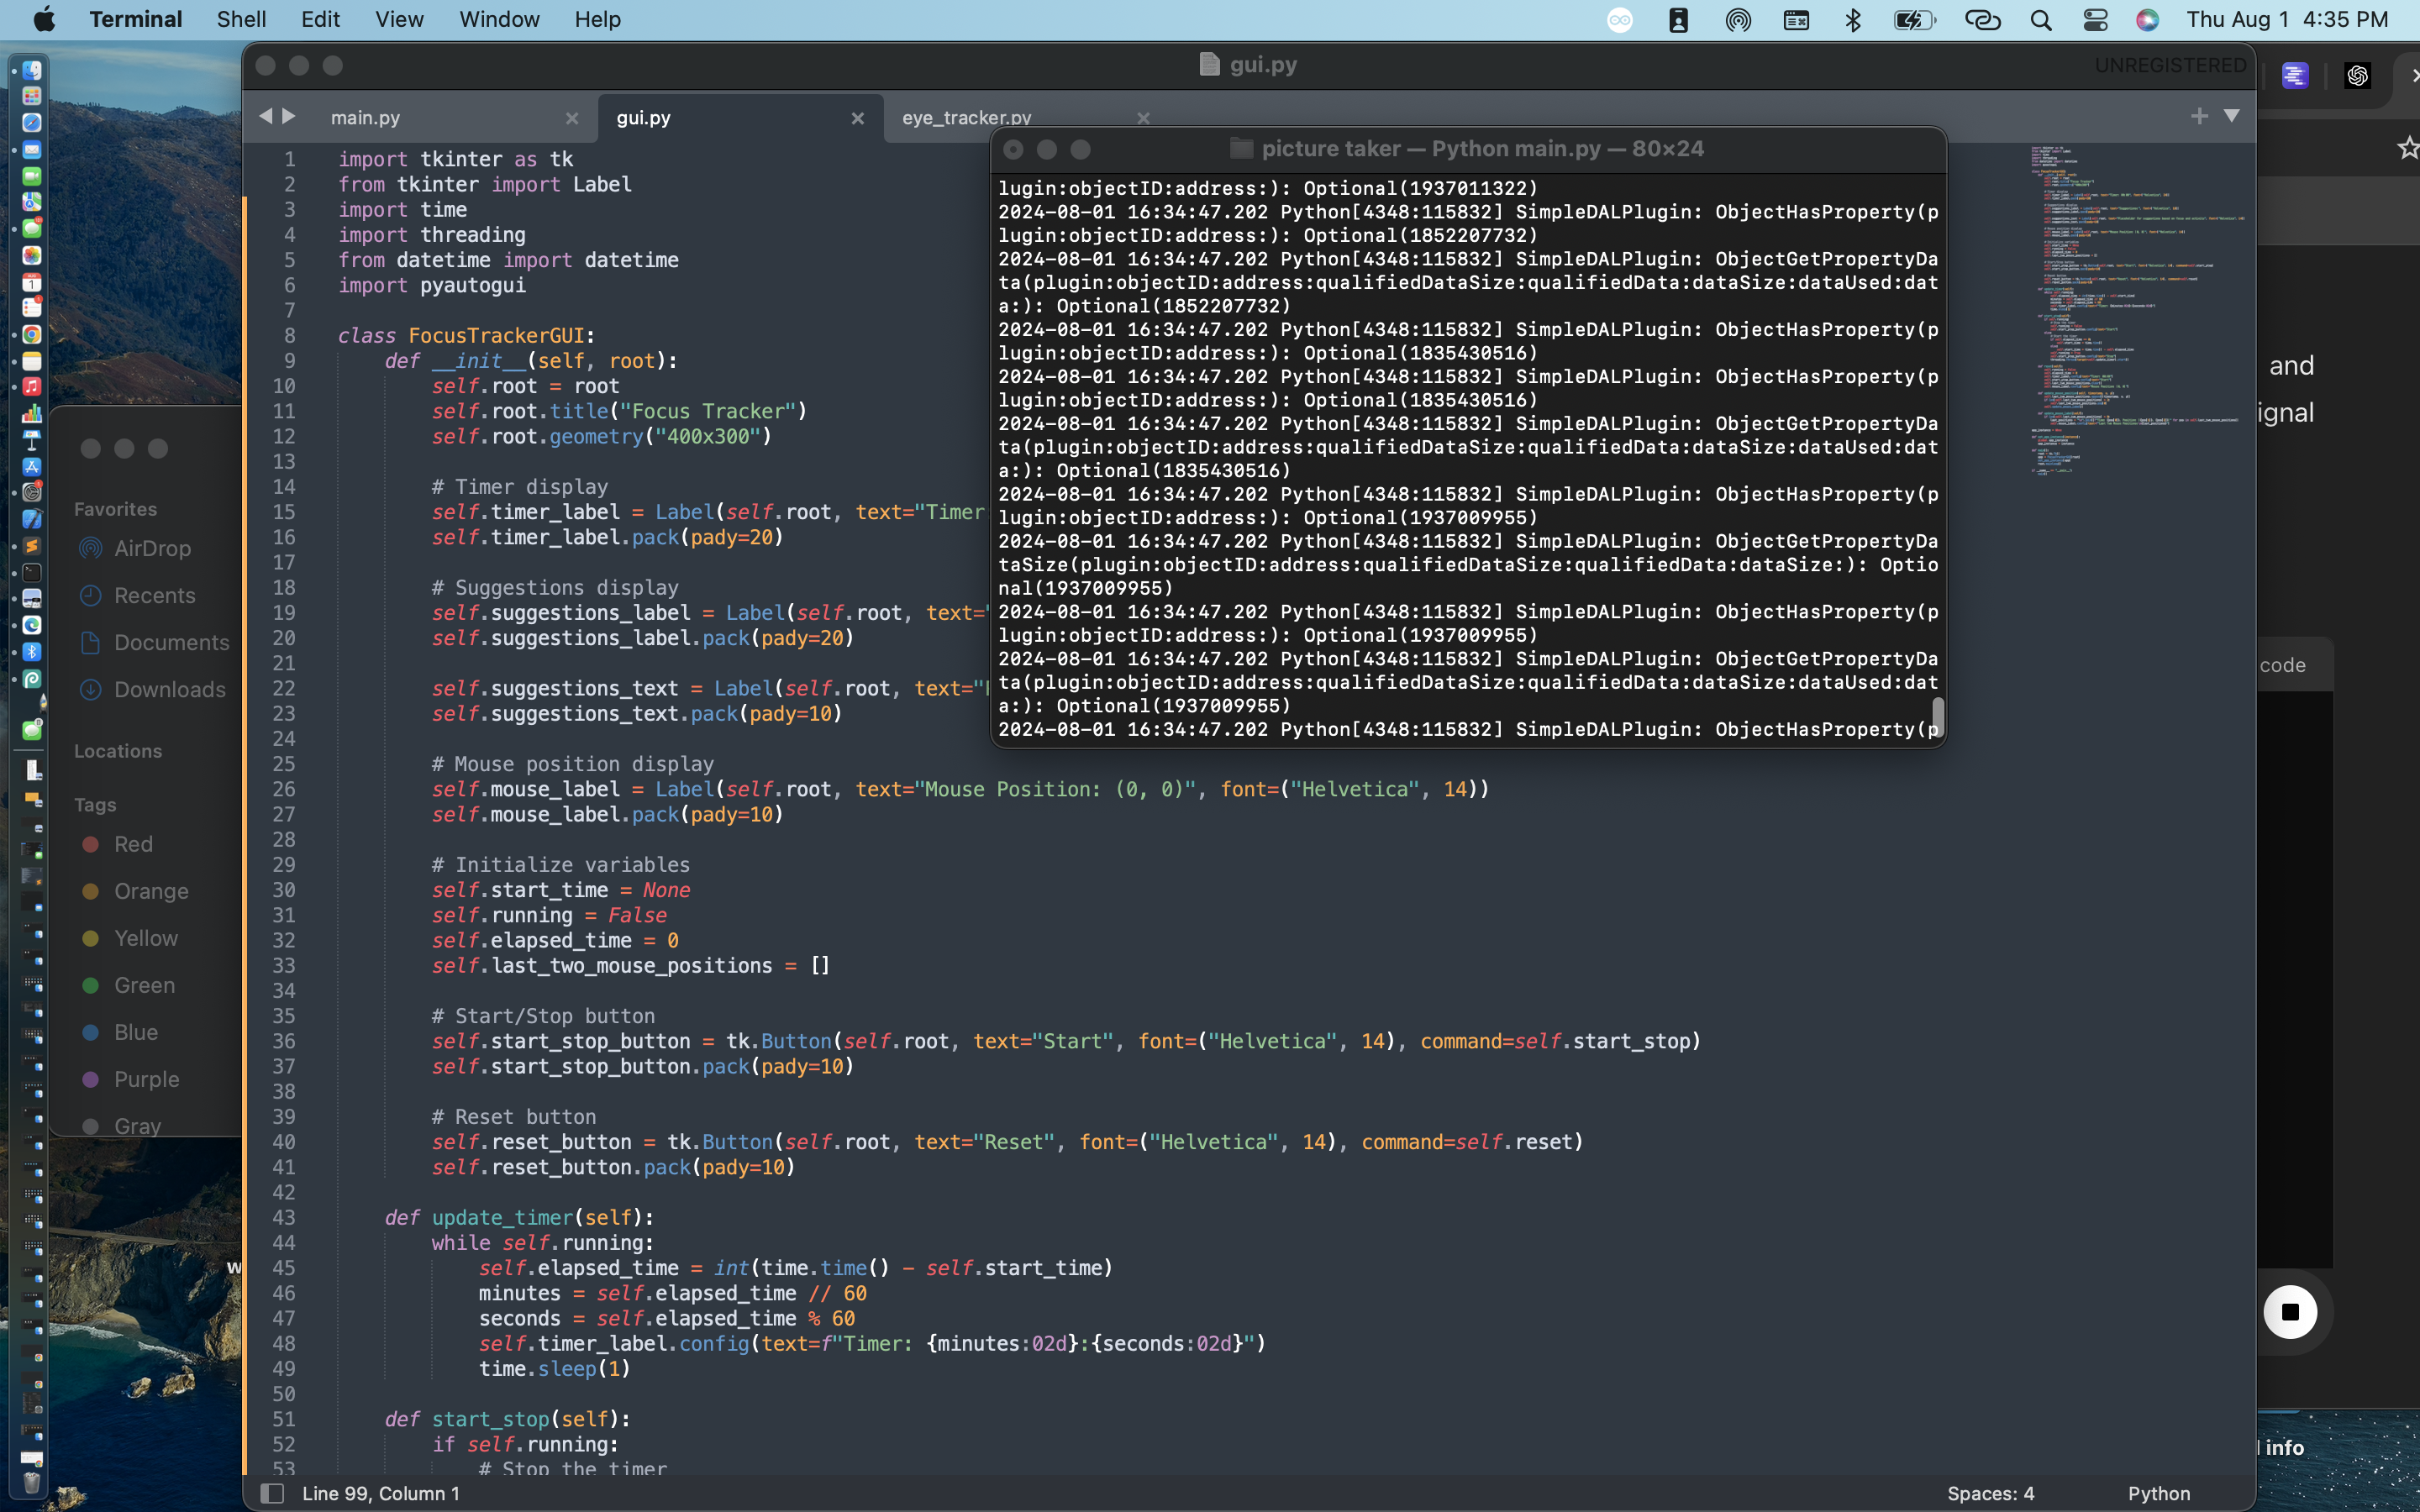 Terminal Shell Edit View Window Help
Thu Aug 1 4:35 PM
gui.py
UNREGISTERED
main.py
gui.py
eye_tracker.py
1 import tkinter as tk
2 from tkinter import Label
3 import time
4 import threading
5 from datetime import datetime
6 import pyautogui
7
8 class FocusTrackerGUI:
9 def __init__(self, root):
10 self.root = root
11 self.root.title("Focus Tracker")
12 self.root.geometry("400x300")
13
14 # Timer display
15 self.timer_label = Label(self.root, text="Timer:
16 self.timer_label.pack(pady=20)
17
18 # Suggestions display
19 self.suggestions_label = Label(self.root, text="
20 self.suggestions_label.pack(pady=20)
21
22 self.suggestions_text = Label(self.root, text="
23 self.suggestions_text.pack(pady=10)
24
25 # Mouse position display
26 self.mouse_label = Label(self.root, text="Mouse Position: (0, 0)", font=("Helvetica", 14))
27 self.mouse_label.pack(pady=10)
28
29 # Initialize variables
30 self.start_time = None
31 self.running = False
32 self.elapsed_time = 0
33 self.last_two_mouse_positions = []
34
35 # Start/Stop button
36 self.start_stop_button = tk.Button(self.root, text="Start", font=("Helvetica", 14), command=self.start_stop)
37 self.start_stop_button.pack(pady=10)
38
39 # Reset button
40 self.reset_button = tk.Button(self.root, text="Reset", font=("Helvetica", 14), command=self.reset)
41 self.reset_button.pack(pady=10)
42
43 def update_timer(self):
44 while self.running:
45 self.elapsed_time = int(time.time() - self.start_time)
46 minutes = self.elapsed_time // 60
47 seconds = self.elapsed_time % 60
48 self.timer_label.config(text=f"Timer: {minutes:02d}:{seconds:02d}")
49 time.sleep(1)
50
51 def start_stop(self):
52 if self.running:
53 # Stop the timer
Line 99, Column 1
Spaces: 4
Python
picture taker — Python main.py — 80×24
lugin:objectID:address:): Optional(1937011322)
2024-08-01 16:34:47.202 Python[4348:115832] SimpleDALPlugin: ObjectHasProperty(p
lugin:objectID:address:): Optional(1852207732)
2024-08-01 16:34:47.202 Python[4348:115832] SimpleDALPlugin: ObjectGetPropertyDa
ta(plugin:objectID:address:qualifiedDataSize:qualifiedData:dataSize:dataUsed:dat
a:): Optional(1852207732)
2024-08-01 16:34:47.202 Python[4348:115832] SimpleDALPlugin: ObjectHasProperty(p
lugin:objectID:address:): Optional(1835430516)
2024-08-01 16:34:47.202 Python[4348:115832] SimpleDALPlugin: ObjectHasProperty(p
lugin:objectID:address:): Optional(1835430516)
2024-08-01 16:34:47.202 Python[4348:115832] SimpleDALPlugin: ObjectGetPropertyDa
ta(plugin:objectID:address:qualifiedDataSize:qualifiedData:dataSize:dataUsed:dat
a:): Optional(1835430516)
2024-08-01 16:34:47.202 Python[4348:115832] SimpleDALPlugin: ObjectHasProperty(p
lugin:objectID:address:): Optional(1937009955)
2024-08-01 16:34:47.202 Python[4348:115832] SimpleDALPlugin: ObjectGetPropertyDa
taSize(plugin:objectID:address:qualifiedDataSize:qualifiedData:dataSize:): Optio
nal(1937009955)
2024-08-01 16:34:47.202 Python[4348:115832] SimpleDALPlugin: ObjectHasProperty(p
lugin:objectID:address:): Optional(1937009955)
2024-08-01 16:34:47.202 Python[4348:115832] SimpleDALPlugin: ObjectGetPropertyDa
ta(plugin:objectID:address:qualifiedDataSize:qualifiedData:dataSize:dataUsed:dat
a:): Optional(1937009955)
2024-08-01 16:34:47.202 Python[4348:115832] SimpleDALPlugin: ObjectHasProperty(p
Favorites
AirDrop
Recents
Documents
Downloads
Locations
Tags
Red
Orange
Yellow
Green
Blue
Purple
Gray
and
ignal
code
info